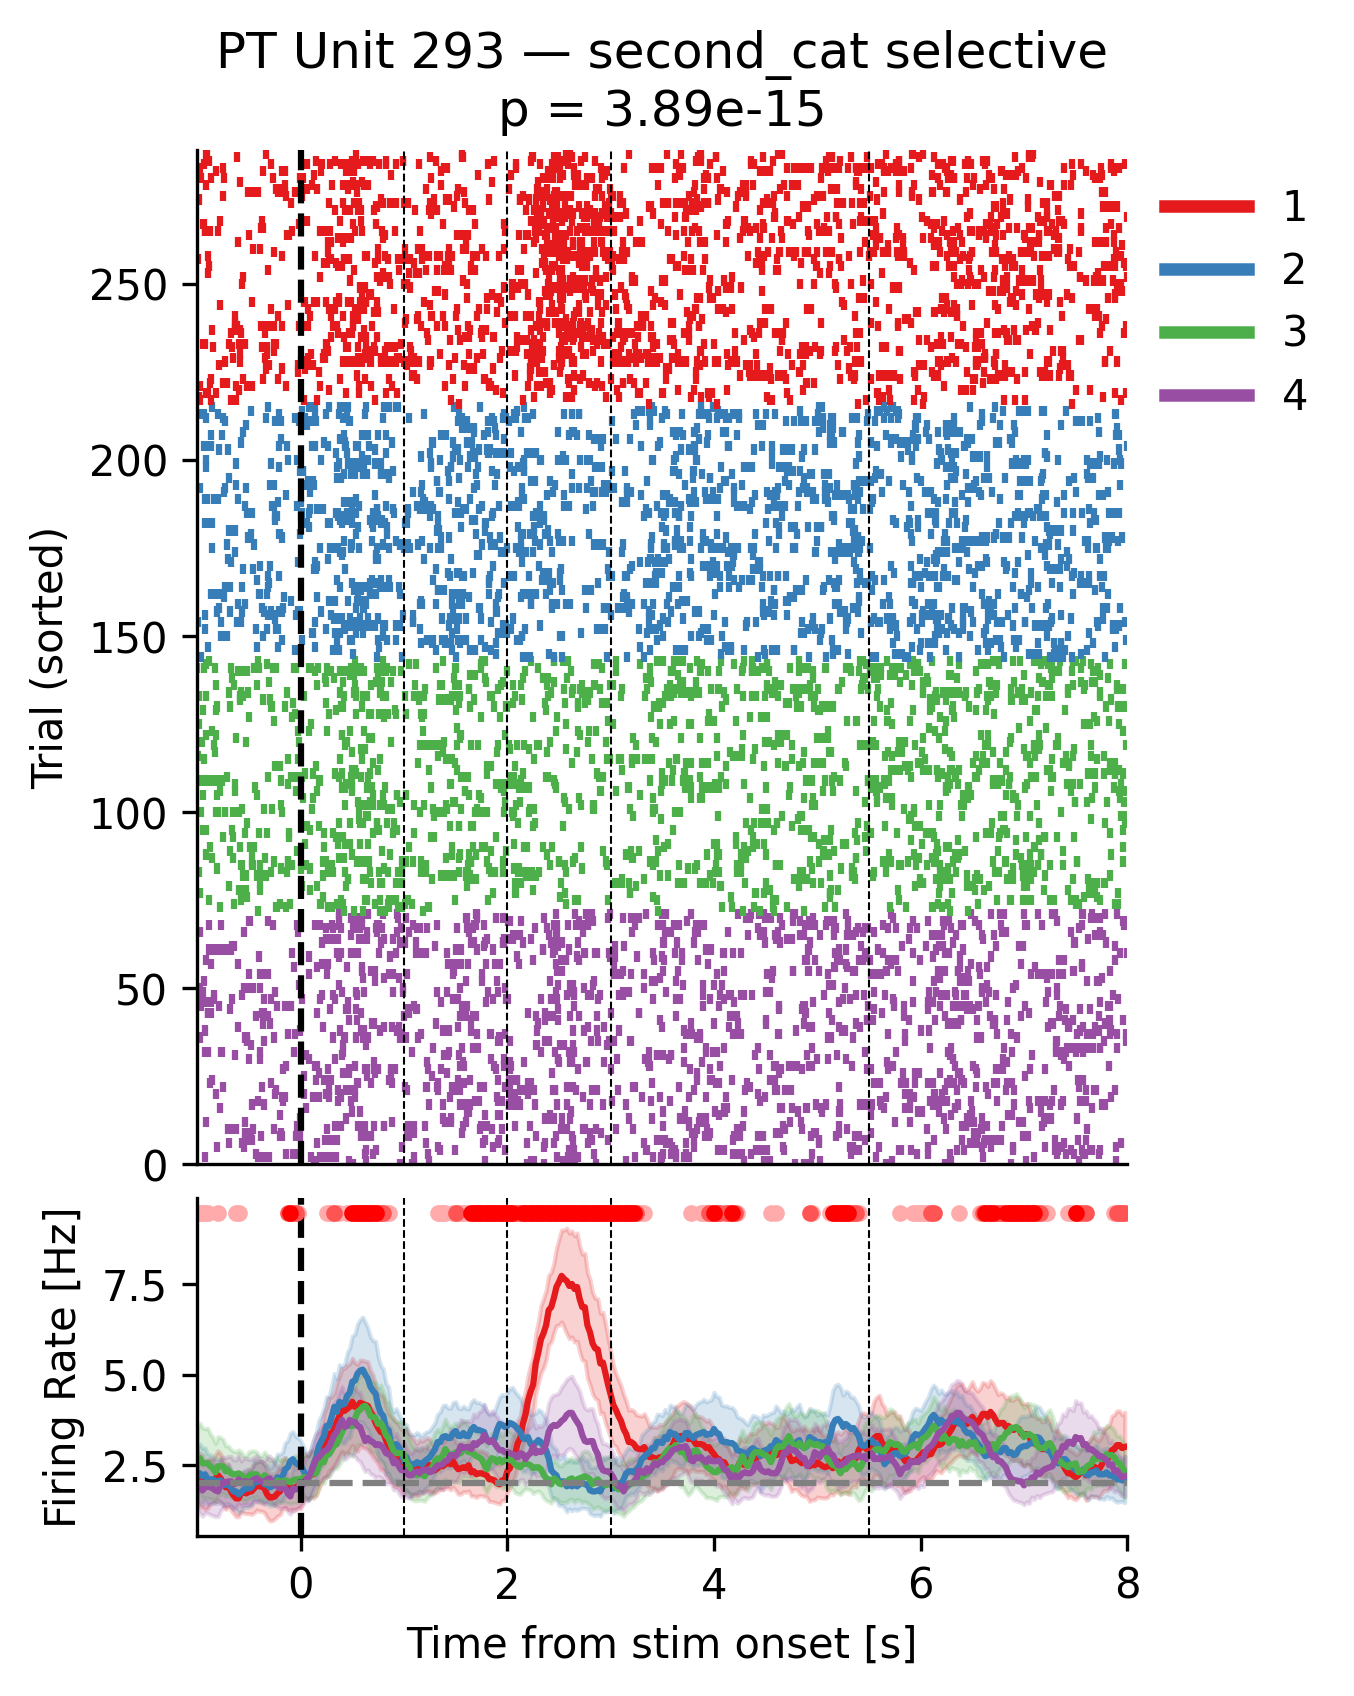 PT Unit 293 — second_cat selective
p = 3.89e-15
1
2
3
4
250
200
150
100
50
0
Trial (sorted)
7.5
5.0
2.5
Firing Rate [Hz]
0 2 4 6 8
Time from stim onset [s]